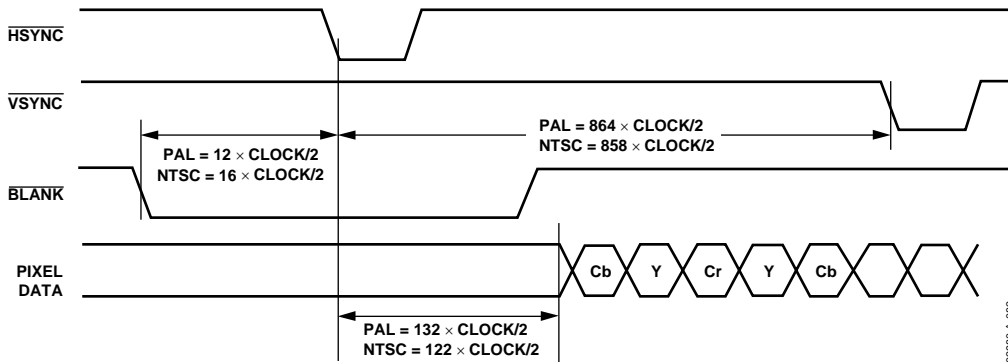 HSYNC
VSYNC
PAL = 864 × CLOCK/2
NTSC = 858 × CLOCK/2
PAL = 12 × CLOCK/2
NTSC = 16 × CLOCK/2
BLANK
PIXEL
DATA
Cb Y Cr Y Cb
PAL = 132 × CLOCK/2
NTSC = 122 × CLOCK/2